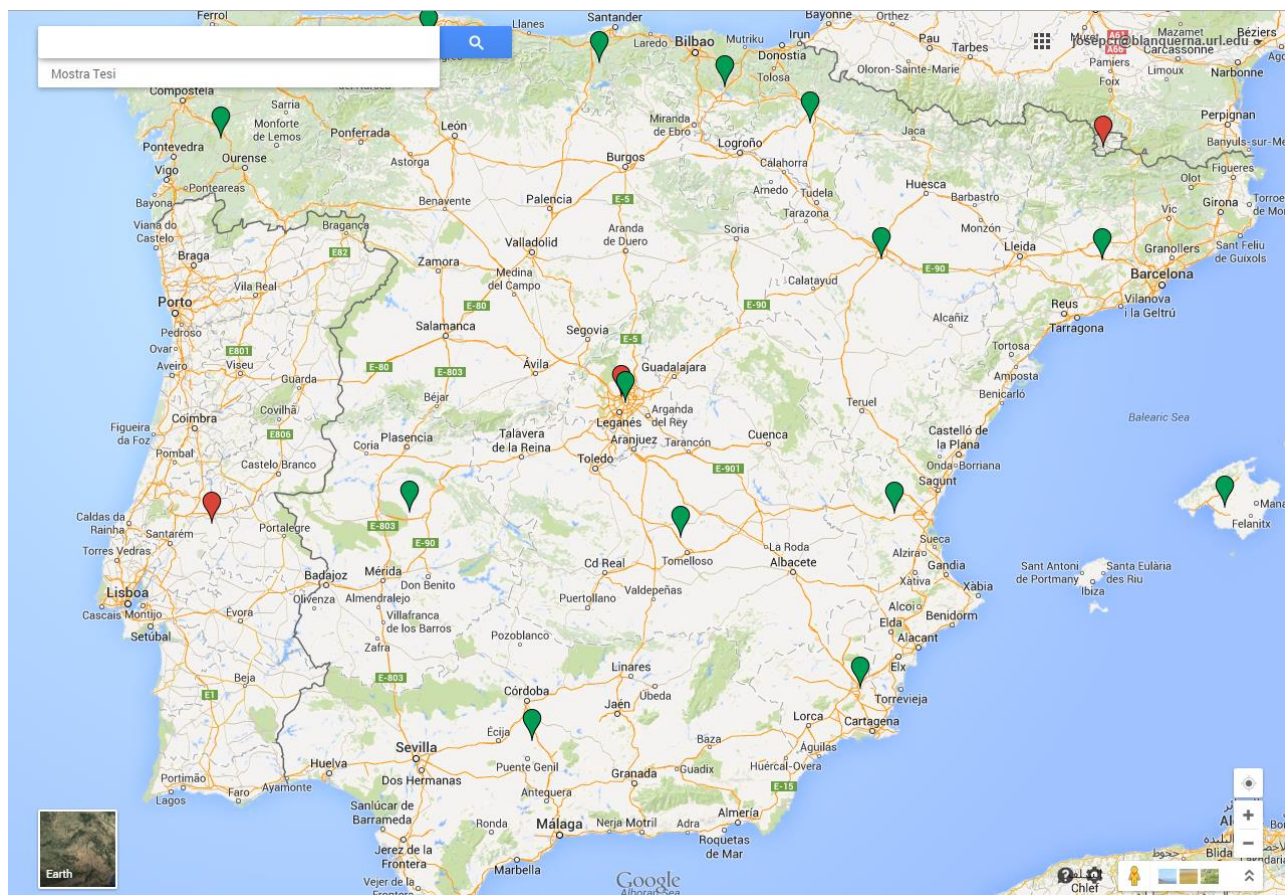 Ferrol
Llanes
Santander
Laredo
Bilbao
Mutriku
Bayonne
Irun
Donostia
Tolosa
Orthez
Pau
Tarbes
Oloron-Sainte-Marie
Muret
A61
A66
Mazamet
Béziers
Carcassonne
Pamiers
Foix
Limoux
Narbonne
josepcr@blanquerna.url.edu
Mostra Tesi
Compostela
Sarria
Monforte
de Lemos
Ponferrada
León
Miranda
de Ebro
Logroño
Jaca
Perpignan
Pontevedra
Ourense
Vigo
Ponteareas
Astorga
Burgos
Calahorra
Arnedo
Tudela
Huesca
Barbastro
Olot
Figueres
Bayona
Viana do
Castelo
Bragança
Benavente
Palencia
E-5
Aranda
de Duero
Soria
Tarazona
Monzón
Vic
Girona
Braga
E82
Zamora
Valladolid
Medina
del Campo
Calatayud
E-90
Lleida
Granollers
Sant Feliu
de Guíxols
Barcelona
Vila Real
Porto
E-80
E-90
Reus
Vilanova
i la Geltrú
Tarragona
Pedroso
Salamanca
Segovia
E-5
Alcañiz
Ovar
E801
Aveiro
Viseu
Guarda
E-80
E-803
Ávila
Guadalajara
Tortosa
Amposta
Benicarló
Béjar
Teruel
Coimbra
Covilhã
Figueira
da Foz
E806
Pombal
Plasencia
Coria
Talavera
de la Reina
Leganés
Arganda
del Rey
Aranjuez
Tarancón
Cuenca
Castelló de
la Plana
Balearic Sea
Castelo Branco
Toledo
E-901
Onda
Borriana
Sagunt
Caldas da
Rainha
Santarém
Portalegre
E-803
E-90
Felanitx
Torres Vedras
Cd Real
Tomelloso
La Roda
Albacete
Sueca
Alzira
Gandia
Xàtiva
Xàbia
Sant Antoni
de Portmany
Santa Eulària
des Riu
Ibiza
Lisboa
Badajoz
Mérida
Don Benito
Cascais
Montijo
Setúbal
Évora
Olivenza
Almendralejo
Villafranca
de los Barros
Puertollano
Valdepeñas
Alcoi
Benidorm
Elda
Alacant
Zafra
Pozoblanco
Elx
Beja
E1
E-803
Linares
Úbeda
Torrevieja
Córdoba
Jaén
Lorca
Cartagena
Écija
Baza
Águilas
Sevilla
Puente Genil
Huelva
Dos Hermanas
Granada
Guadix
Huércal-Overa
Portimão
Lagos
Faro
Ayamonte
Antequera
E-15
Sanlúcar de
Barrameda
Ronda
Málaga
Nerja
Motril
Adra
Almería
Roquetas
de Mar
Jerez de la
Frontera
Marbella
Vejer de la
Frontera
Earth
Google
Alboran Sea
البليدة
Blida
Chlef